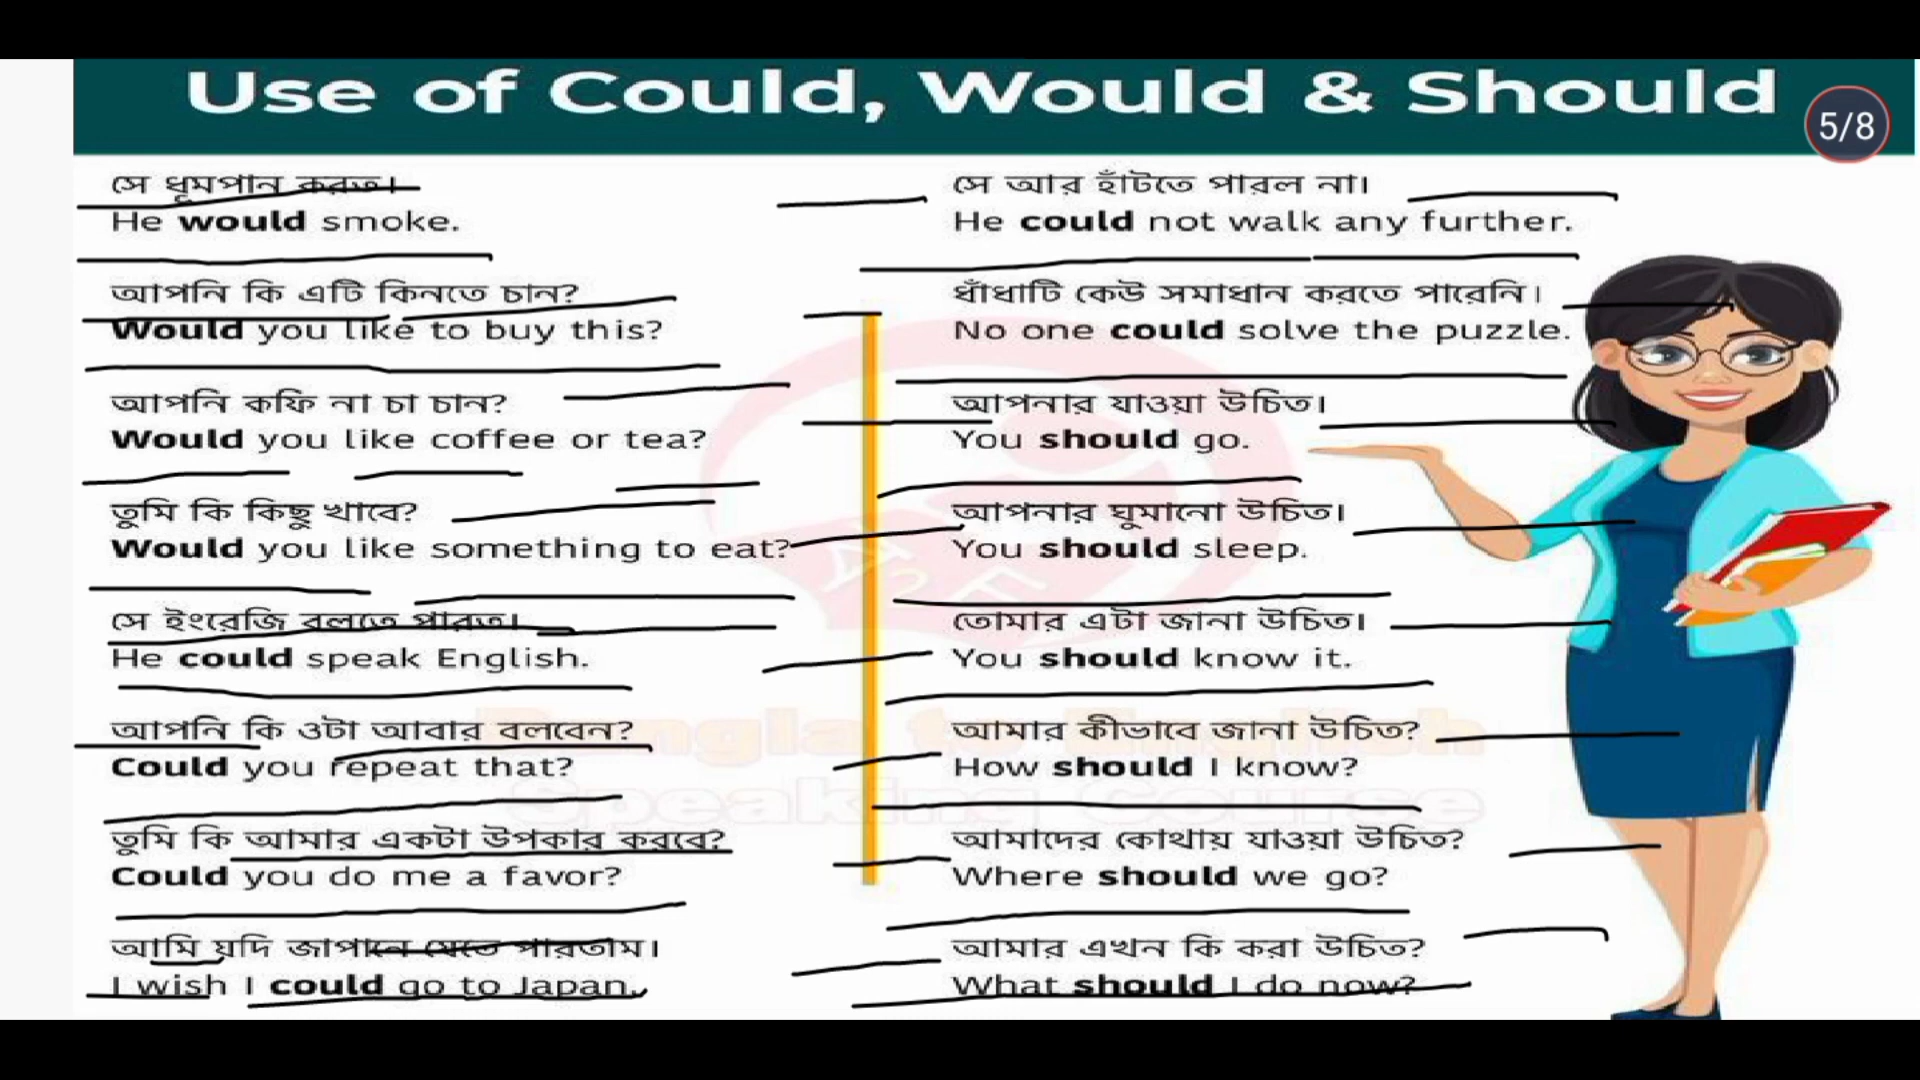 Use of Could, Would & Should
5/8
সে ধূমপান করত।
He would smoke.
আপনি কি এটি কিনতে চান?
Would you like to buy this?
আপনি কফি না চা চান?
Would you like coffee or tea?
তুমি কি কিছু খাবে?
Would you like something to eat?
সে ইংরেজি বলতে পারত।
He could speak English.
আপনি কি ওটা আবার বলবেন?
Could you repeat that?
তুমি কি আমার একটা উপকার করবে?
Could you do me a favor?
আমি যদি জাপানে যেতে পারতাম।
I wish I could go to Japan.
সে আর হাঁটতে পারল না।
He could not walk any further.
ধাঁধাটি কেউ সমাধান করতে পারেনি।
No one could solve the puzzle.
আপনার যাওয়া উচিত।
You should go.
আপনার ঘুমানো উচিত।
You should sleep.
তোমার এটা জানা উচিত।
You should know it.
আমার কীভাবে জানা উচিত?
How should I know?
আমাদের কোথায় যাওয়া উচিত?
Where should we go?
আমার এখন কি করা উচিত?
What should I do now?
Bangla to English
Speaking Course